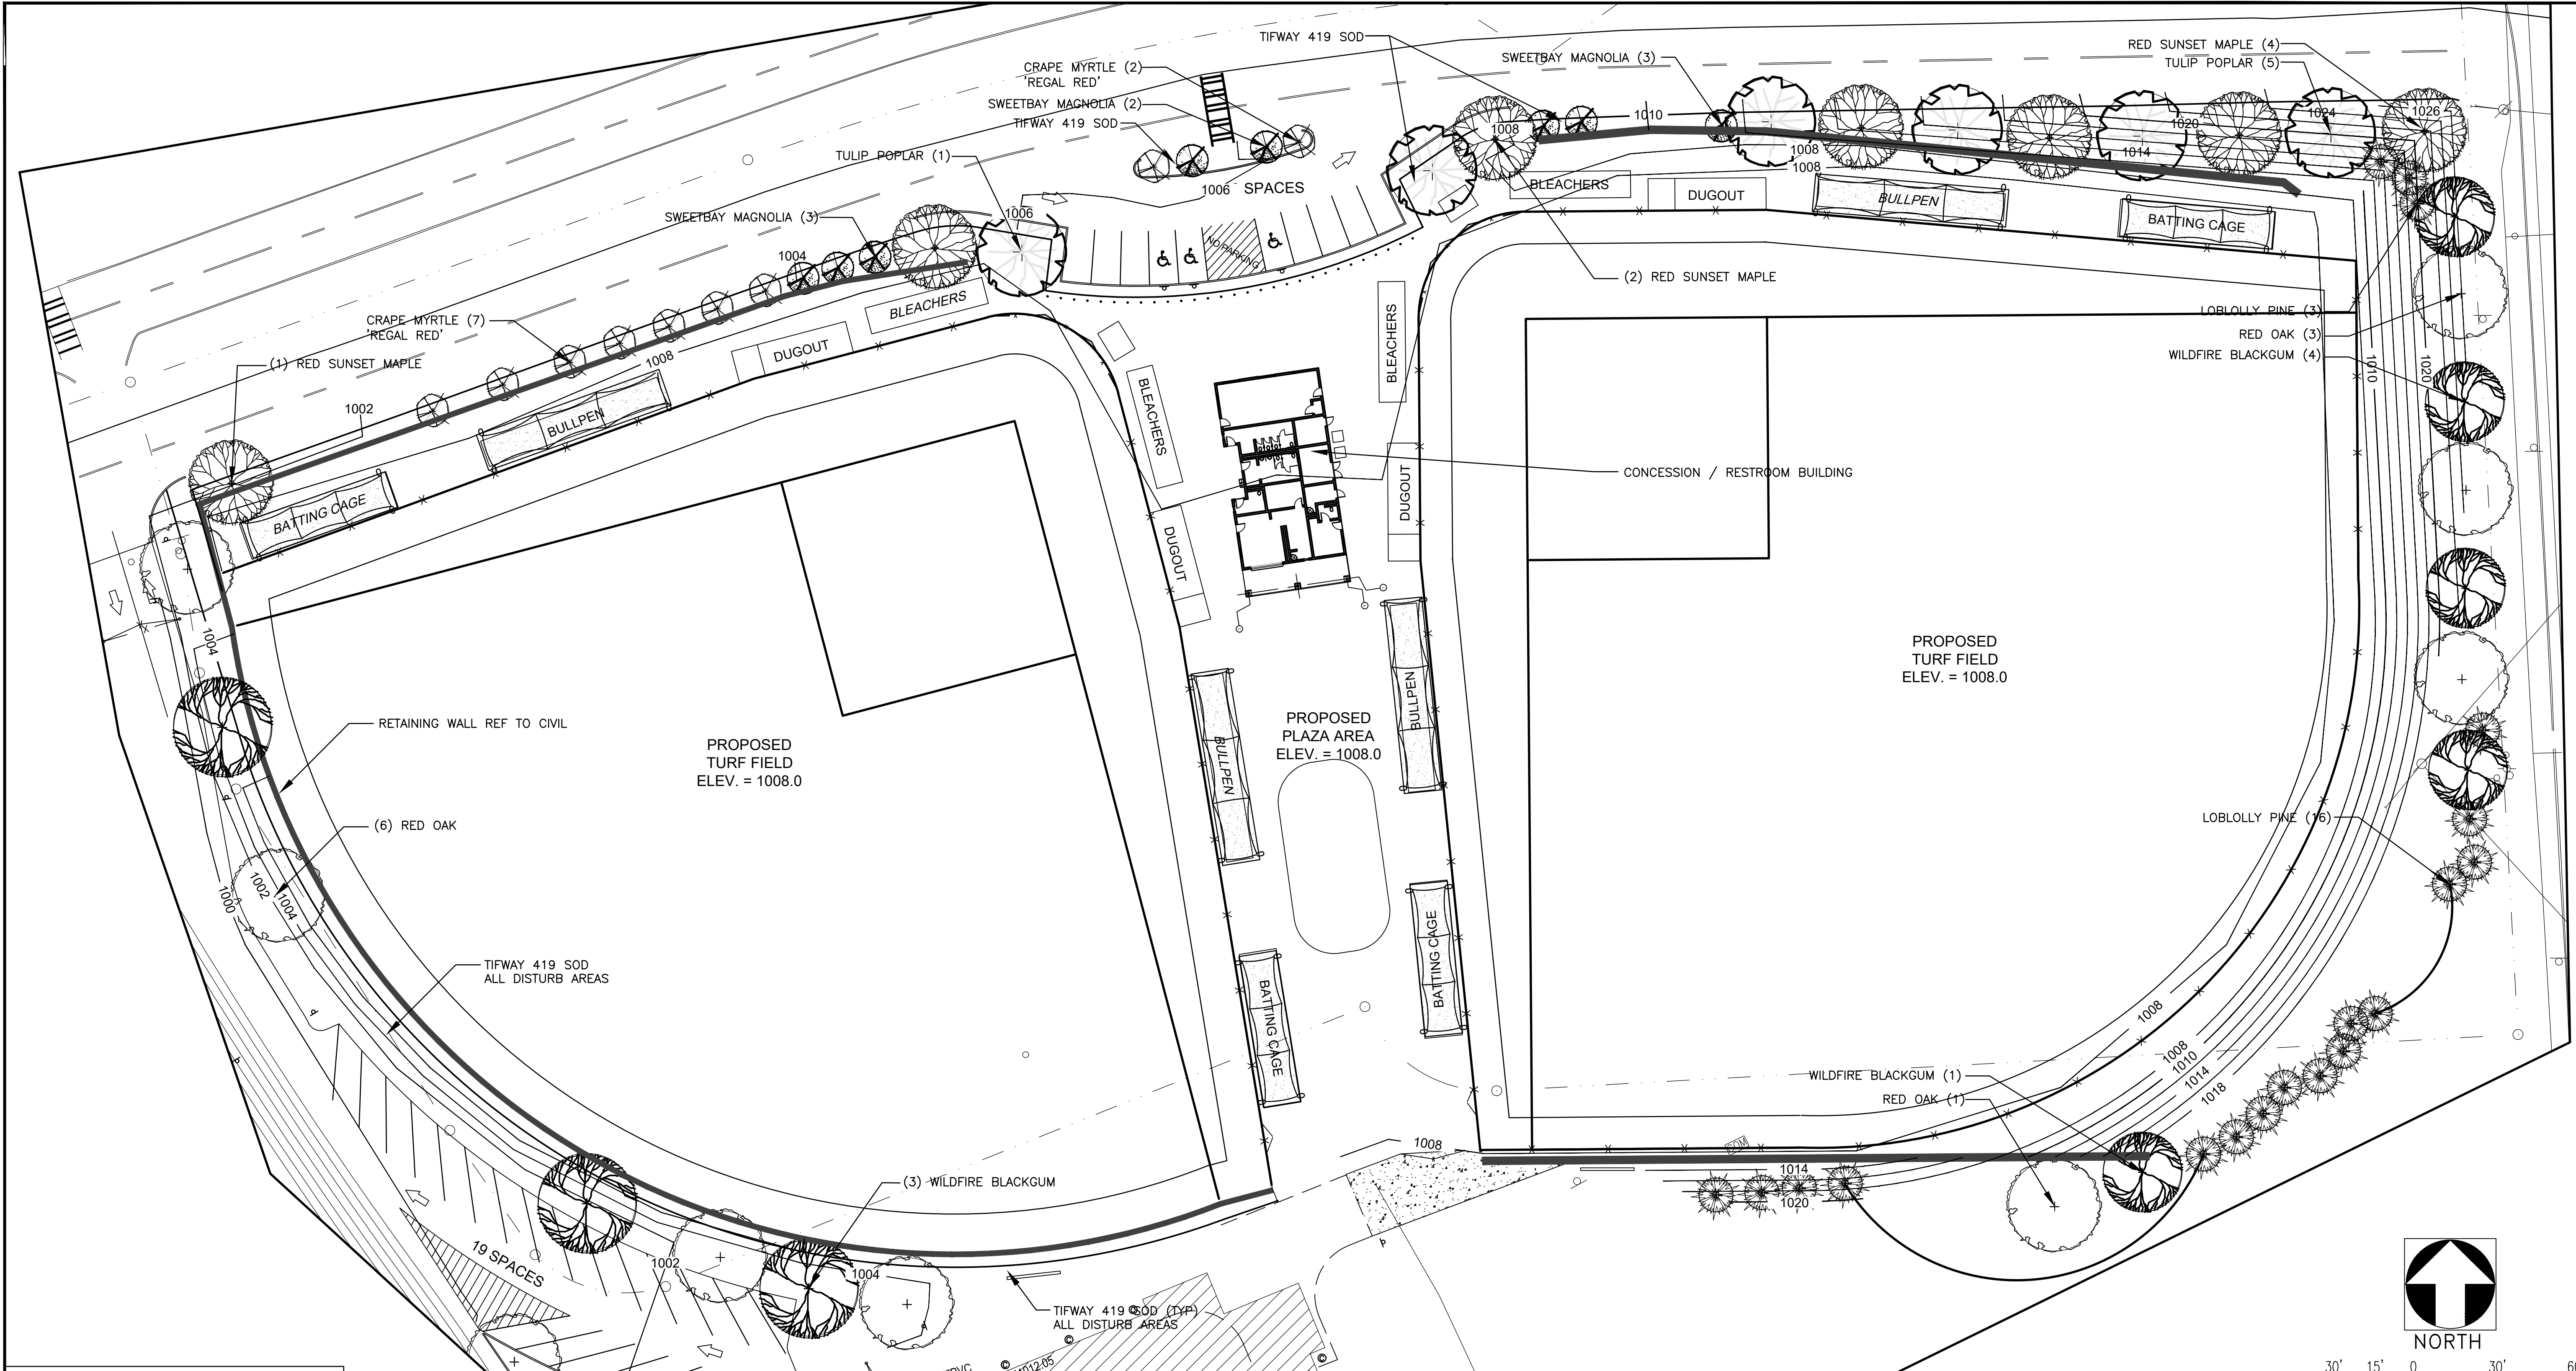 TIFWAY 419 SOD
SWEETBAY MAGNOLIA (3)
RED SUNSET MAPLE (4)
TULIP POPLAR (5)
CRAPE MYRTLE (2)
'REGAL RED'
SWEETBAY MAGNOLIA (2)
TIFWAY 419 SOD
TULIP POPLAR (1)
SWEETBAY MAGNOLIA (3)
1006
SPACES
1006
1004
NO PARKING
1008
1010
1008
1008
1014
1020
1024
1026
BLEACHERS
DUGOUT
BULLPEN
BATTING CAGE
(2) RED SUNSET MAPLE
CRAPE MYRTLE (7)
'REGAL RED'
(1) RED SUNSET MAPLE
1002
1008
BLEACHERS
DUGOUT
BULLPEN
BATTING CAGE
BLEACHERS
DUGOUT
BLEACHERS
DUGOUT
LOBLOLLY PINE (3)
RED OAK (3)
WILDFIRE BLACKGUM (4)
1010
1020
CONCESSION / RESTROOM BUILDING
1004
RETAINING WALL REF TO CIVIL
PROPOSED
TURF FIELD
ELEV. = 1008.0
PROPOSED
PLAZA AREA
ELEV. = 1008.0
PROPOSED
TURF FIELD
ELEV. = 1008.0
BULLPEN
BULLPEN
(6) RED OAK
LOBLOLLY PINE (16)
1000
1002
1004
TIFWAY 419 SOD
ALL DISTURB AREAS
BATTING CAGE
BATTING CAGE
1008
1008
1010
1014
1018
WILDFIRE BLACKGUM (1)
RED OAK (1)
1008
1014
1020
(3) WILDFIRE BLACKGUM
19 SPACES
1002
1004
TIFWAY 419 SOD (TYP)
ALL DISTURB AREAS
1012.05
NORTH
30' 15' 0 30'